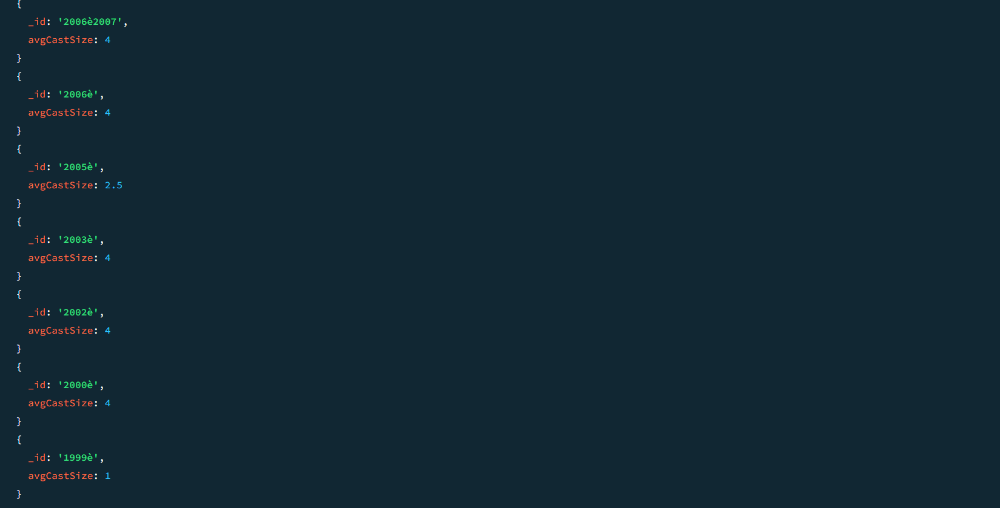 {
_id: '2006è2007',
avgCastSize: 4
}
{
_id: '2006è',
avgCastSize: 4
}
{
_id: '2005è',
avgCastSize: 2.5
}
{
_id: '2003è',
avgCastSize: 4
}
{
_id: '2002è',
avgCastSize: 4
}
{
_id: '2000è',
avgCastSize: 4
}
{
_id: '1999è',
avgCastSize: 1
}